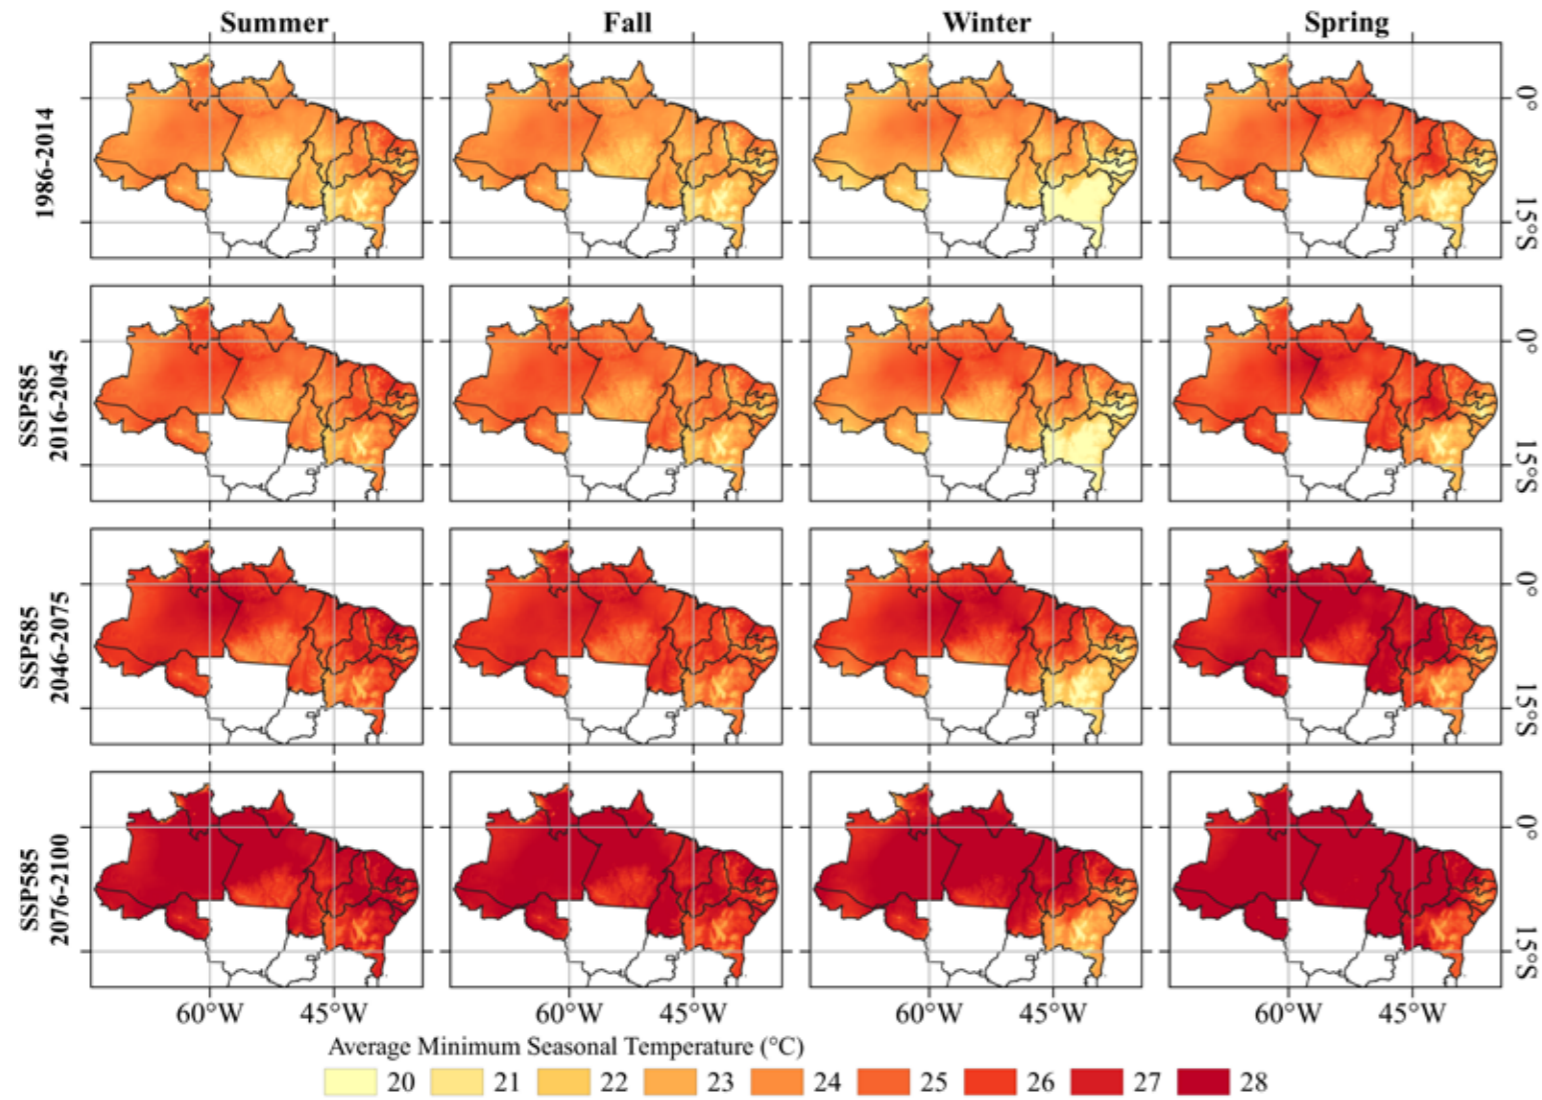 Summer Fall Winter Spring
1986-2014
0°
15°S
SSP585
2016-2045
0°
15°S
SSP585
2046-2075
0°
15°S
SSP585
2076-2100
0°
15°S
60°W 45°W 60°W 45°W 60°W 45°W 60°W 45°W
Average Minimum Seasonal Temperature (°C)
20 21 22 23 24 25 26 27 28